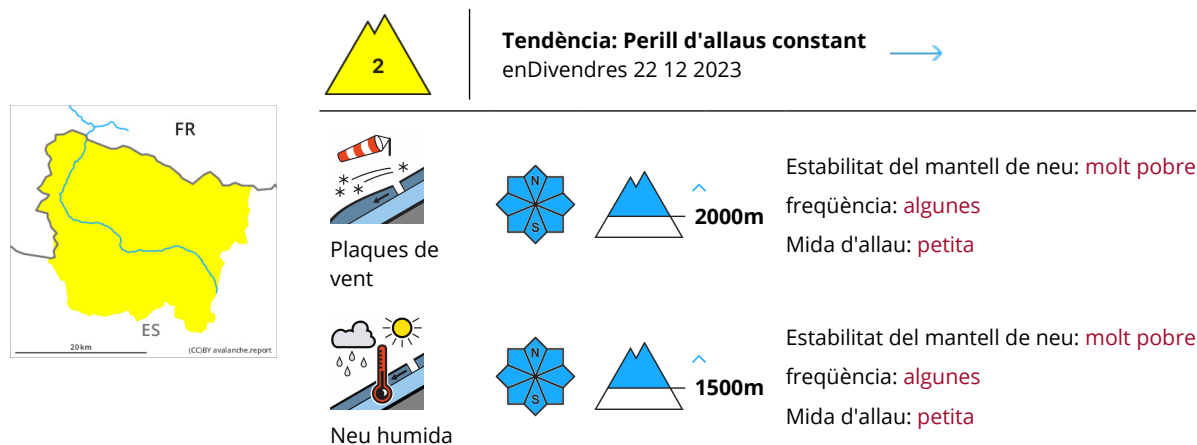 2
Tendència: Perill d'allaus constant
enDivendres 22 12 2023
FR
ES
20 km
(CC)BY avalanche.report
Plaques de
vent
N
S
2000m
Estabilitat del mantell de neu: molt pobre
freqüència: algunes
Mida d'allau: petita
Neu humida
N
S
1500m
Estabilitat del mantell de neu: molt pobre
freqüència: algunes
Mida d'allau: petita